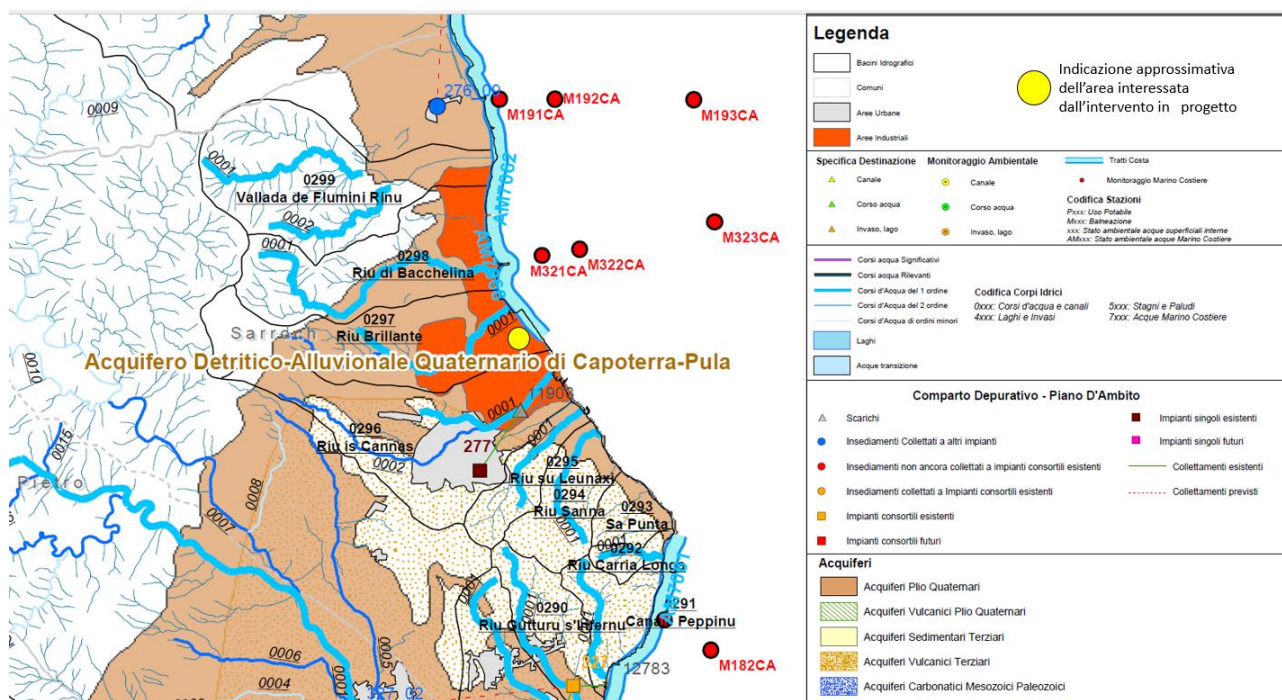 276_09
M191CA
M192CA
M193CA
0009
AM7062
0001
0299
Vallada de Flumini Rinu
0002
M323CA
0001
0298
Riu di Bacchelina
M321CA
M322CA
0297
Riu Brillante
0001
Sarroch
0010
Acquifero Detritico-Alluvionale Quaternario di Capoterra-Pula
11903
0001
0296
Riu is Cannas
0001
277
0002
0295
Riu su Leunaxi
0015
Pietro
0008
0294
Riu Sanna
0293
Sa Punta
0007
0001
0001
0292
Riu Carria Longa
0290
Riu Gutturu s'Infernu
0001
0291
Canale Peppinu
M182CA
0006
0005
12783
0004
0001
Legenda
Bacini Idrografici
Comuni
Aree Urbane
Aree Industriali
Indicazione approssimativa
dell'area interessata
dall'intervento in progetto
Specifica Destinazione
Canale
Corso acqua
Invaso, lago
Monitoraggio Ambientale
Canale
Corso acqua
Invaso, lago
Tratti Costa
Monitoraggio Marino Costiere
Codifica Stazioni
Pxxx: Uso Potabile
Mxxx: Balneazione
xxx: Stato ambientale acque superficiali interne
AMxxx: Stato ambientale acque Marino Costiere
Corsi acqua Significativi
Corsi acqua Rilevanti
Corsi d'Acqua del 1 ordine
Corsi d'Acqua del 2 ordine
Corsi d'Acqua di ordini minori
Laghi
Acque transizione
Codifica Corpi Idrici
0xxx: Corsi d'acqua e canali
4xxx: Laghi e Invasi
5xxx: Stagni e Paludi
7xxx: Acque Marino Costiere
Comparto Depurativo - Piano D'Ambito
Scarichi
Insediamenti Collettati a altri impianti
Insediamenti non ancora collettati a impianti consortili esistenti
Insediamenti collettati a Impianti consortili esistenti
Impianti consortili esistenti
Impianti consortili futuri
Impianti singoli esistenti
Impianti singoli futuri
Collettamenti esistenti
Collettamenti previsti
Acquiferi
Acquiferi Plio Quaternari
Acquiferi Vulcanici Plio Quaternari
Acquiferi Sedimentari Terziari
Acquiferi Vulcanici Terziari
Acquiferi Carbonatici Mesozoici Paleozoici